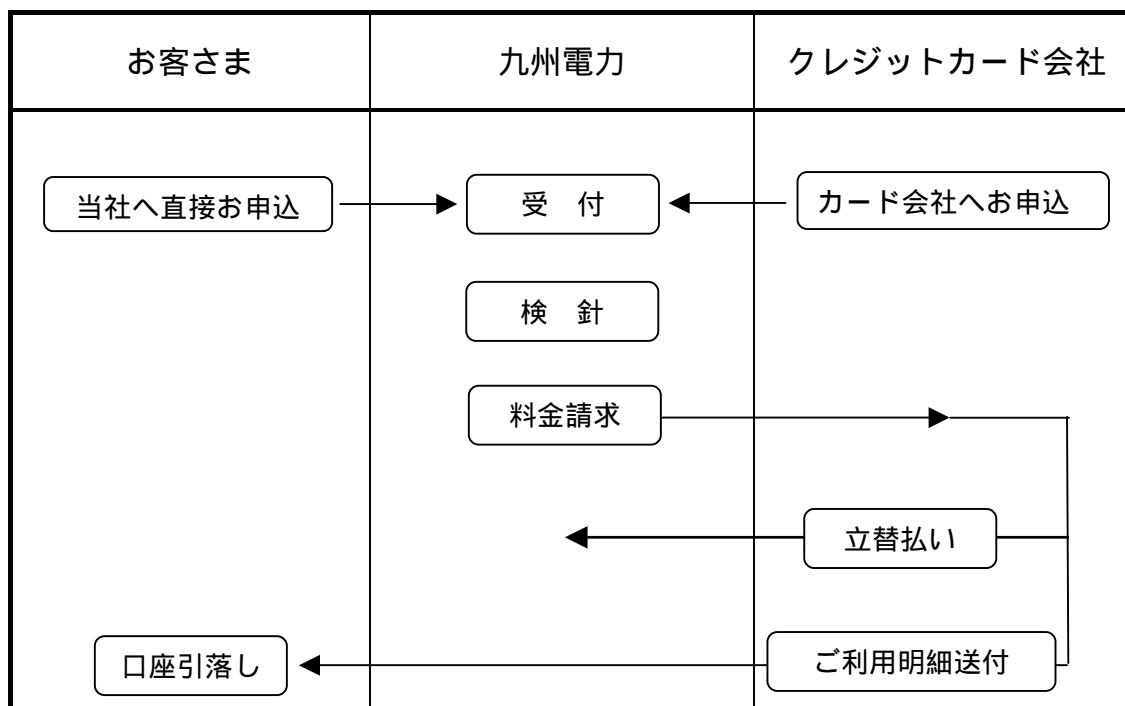 お客さま
九州電力
クレジットカード会社
当社へ直接お申込
受　付
カード会社へお申込
検　針
料金請求
立替払い
口座引落し
ご利用明細送付